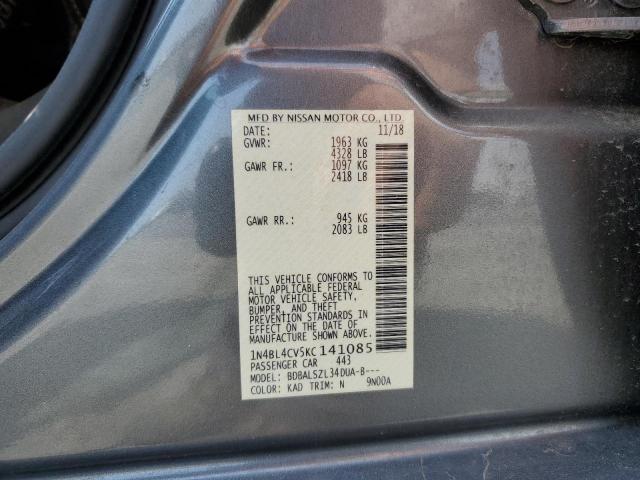 MFD BY NISSAN MOTOR CO., LTD.
DATE: 11/18
GVWR: 1963 KG
4328 LB
GAWR FR.: 1097 KG
2418 LB
GAWR RR.: 945 KG
2083 LB
THIS VEHICLE CONFORMS TO
ALL APPLICABLE FEDERAL
MOTOR VEHICLE SAFETY,
BUMPER, AND THEFT
PREVENTION STANDARDS IN
EFFECT ON THE DATE OF
MANUFACTURE SHOWN ABOVE.
1N4BL4CV5KC141085
PASSENGER CAR 443
MODEL: BDBALSZL34DUA-B---
COLOR: KAD TRIM: N 9N00A